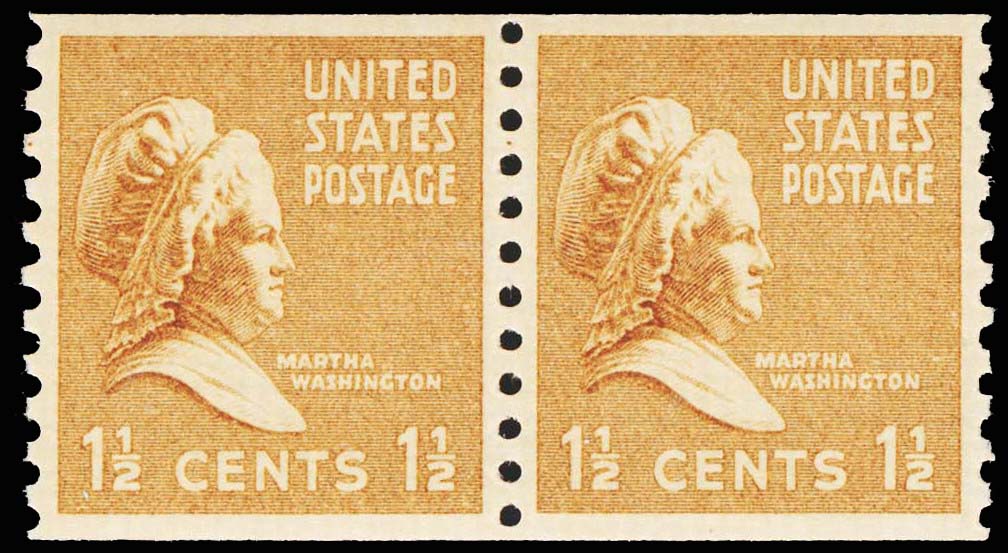 UNITED
STATES
POSTAGE
MARTHA
WASHINGTON
1½ CENTS 1½
UNITED
STATES
POSTAGE
MARTHA
WASHINGTON
1½ CENTS 1½